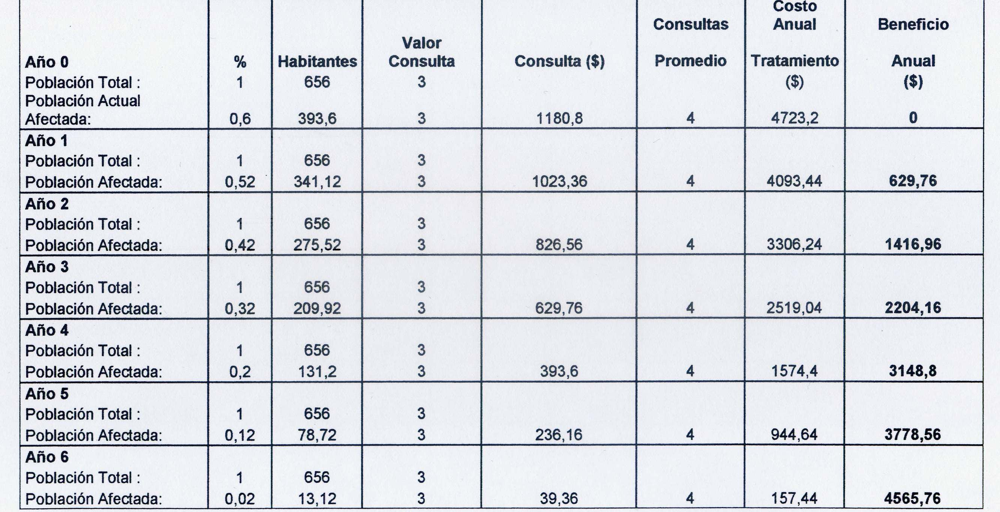 Costo
Consultas Anual Beneficio
Valor
Año 0 % Habitantes Consulta Consulta ($) Promedio Tratamiento Anual
Población Total : 1 656 3 ($) ($)
Población Actual
Afectada: 0,6 393,6 3 1180,8 4 4723,2 0
Año 1
Población Total : 1 656 3
Población Afectada: 0,52 341,12 3 1023,36 4 4093,44 629,76
Año 2
Población Total : 1 656 3
Población Afectada: 0,42 275,52 3 826,56 4 3306,24 1416,96
Año 3
Población Total : 1 656 3
Población Afectada: 0,32 209,92 3 629,76 4 2519,04 2204,16
Año 4
Población Total : 1 656 3
Población Afectada: 0,2 131,2 3 393,6 4 1574,4 3148,8
Año 5
Población Total : 1 656 3
Población Afectada: 0,12 78,72 3 236,16 4 944,64 3778,56
Año 6
Población Total : 1 656 3
Población Afectada: 0,02 13,12 3 39,36 4 157,44 4565,76